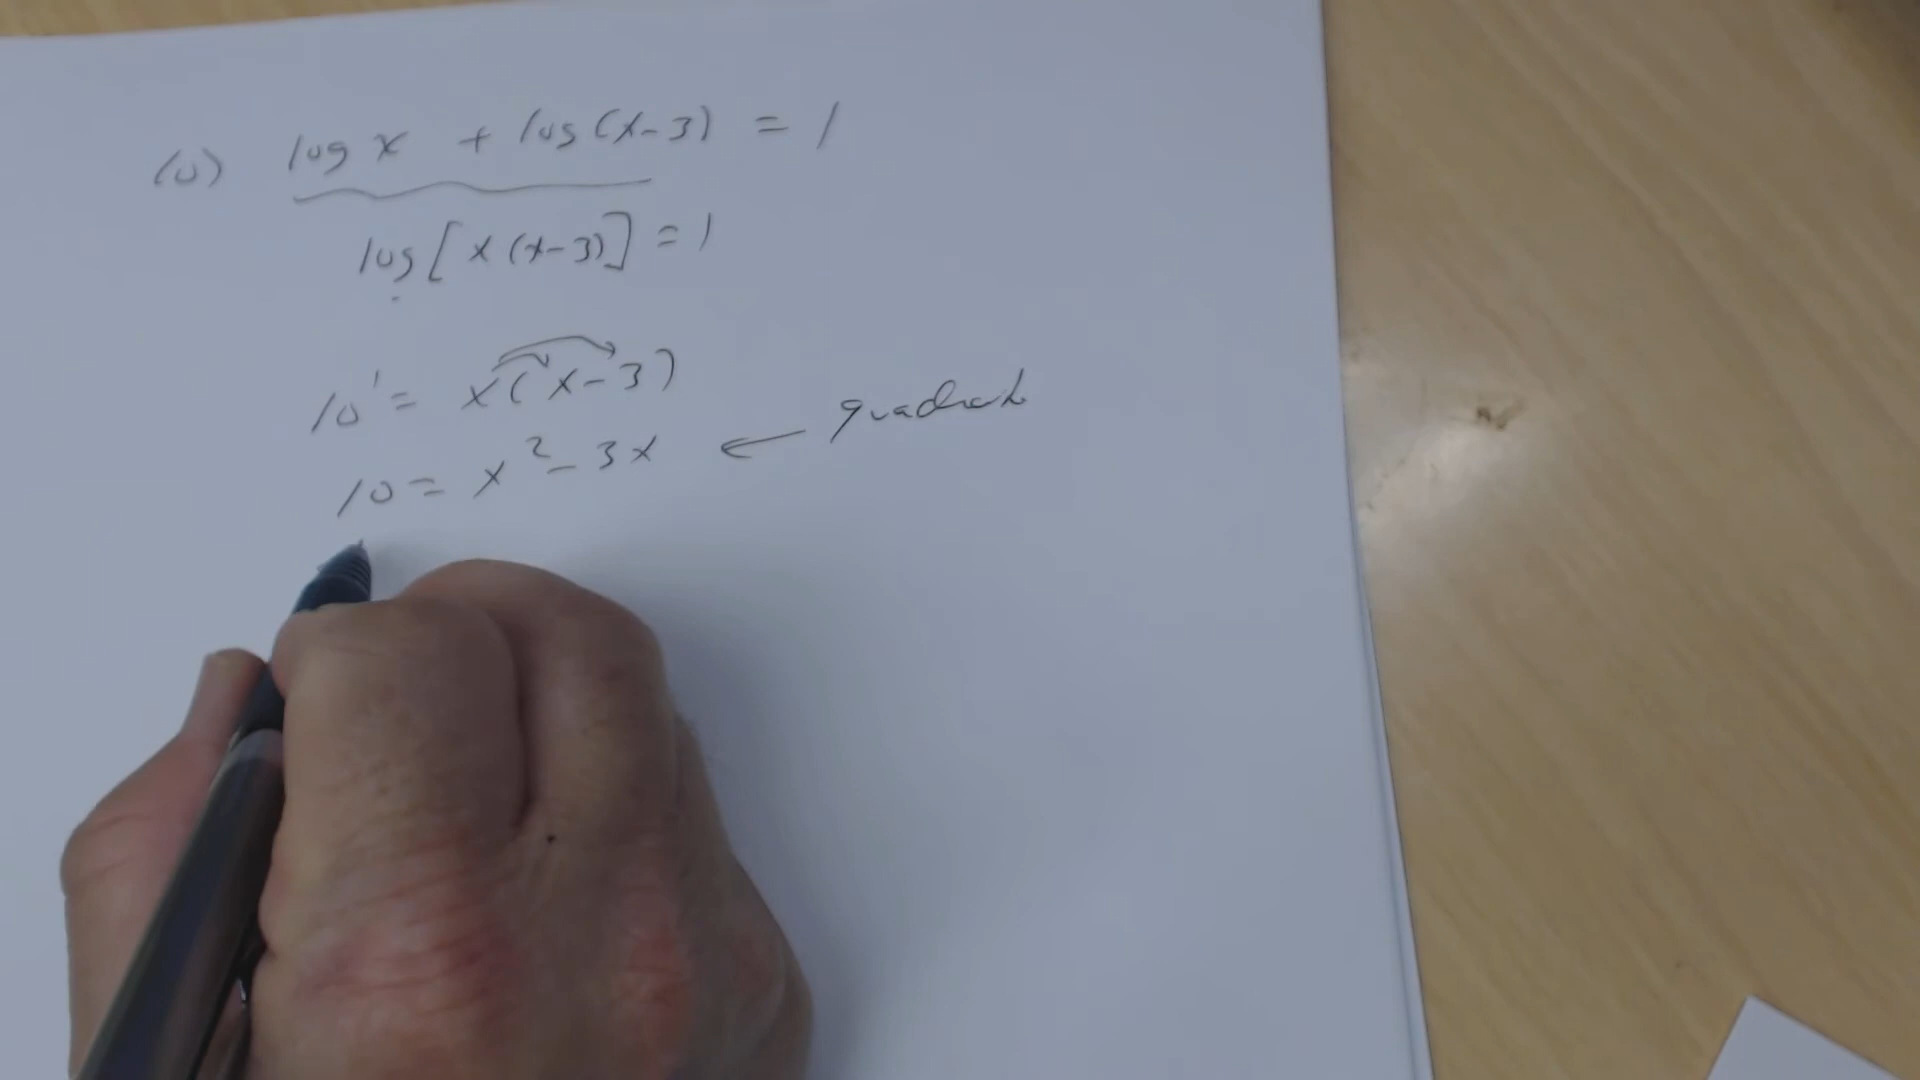 (v) log x + log(x-3) = 1
log[x(x-3)] = 1
10¹ = x(x-3)
10 = x² - 3x ← quadratic